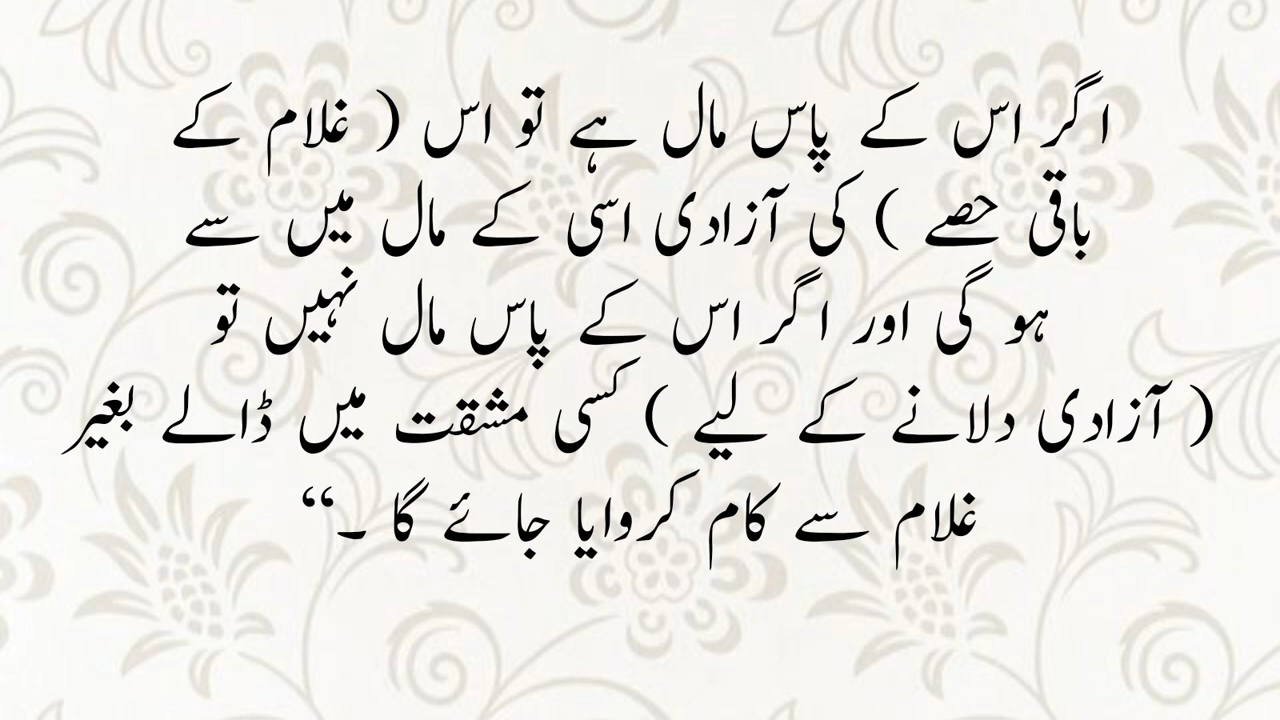 اگر اس کے پاس مال ہے تو اس ( غلام کے
باقی حصے ) کی آزادی اسی کے مال میں سے
ہو گی اور اگر اس کے پاس مال نہیں تو
( آزادی دلانے کے لیے ) کسی مشقت میں ڈالے بغیر
غلام سے کام کروایا جائے گا ۔‘‘